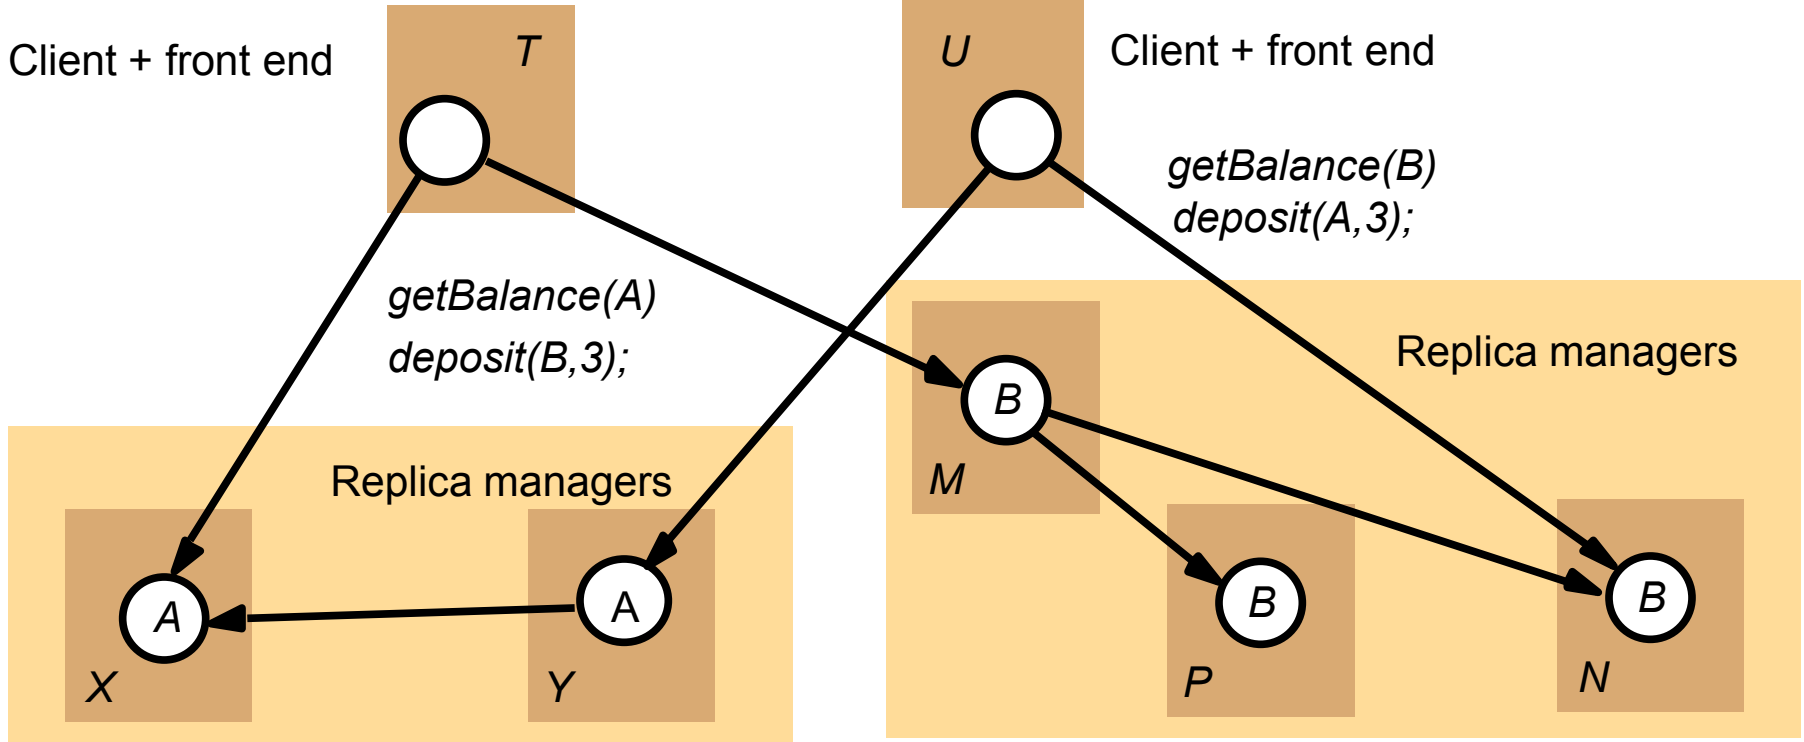 Client + front end
T
U
Client + front end
getBalance(B)
deposit(A,3);
getBalance(A)
deposit(B,3);
Replica managers
B
M
Replica managers
A
X
A
Y
B
P
B
N